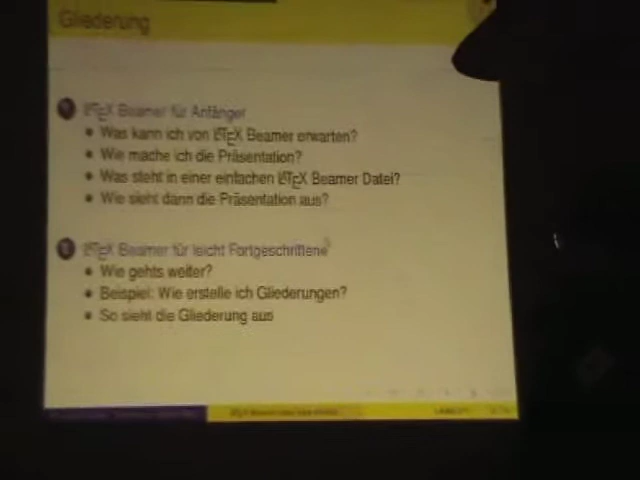 Gliederung
LATEX Beamer für Anfänger
Was kann ich von LATEX Beamer erwarten?
Wie mache ich die Präsentation?
Was steht in einer einfachen LATEX Beamer Datei?
Wie sieht dann die Präsentation aus?
LATEX Beamer für leicht Fortgeschrittene
Wie gehts weiter?
Beispiel: Wie erstelle ich Gliederungen?
So sieht die Gliederung aus